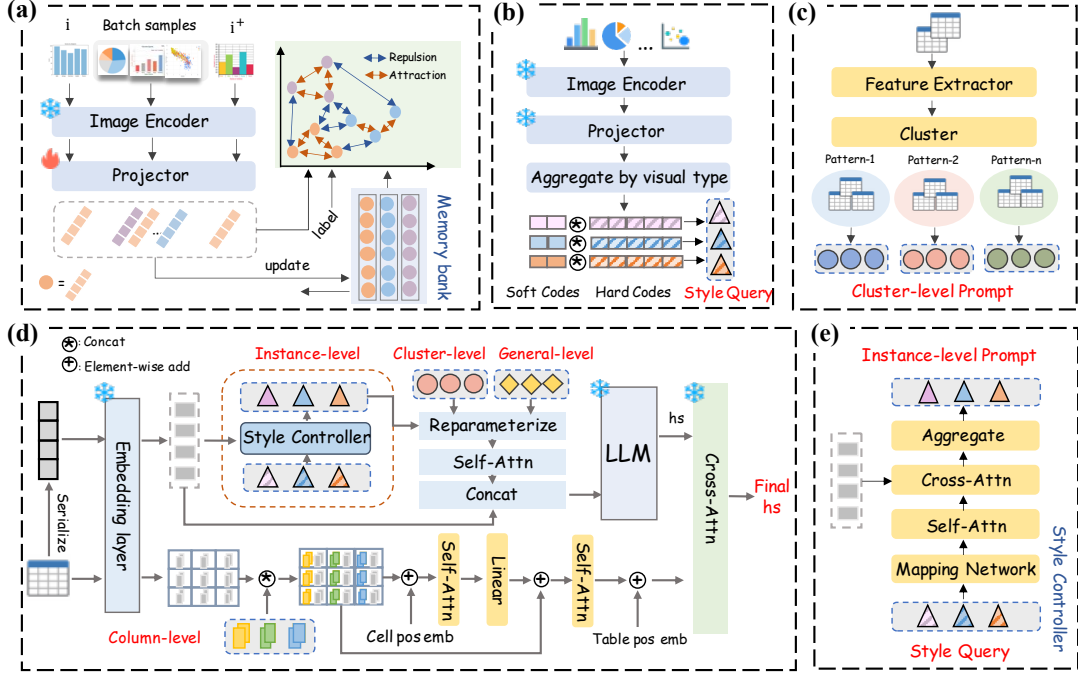 (a)
i
Batch samples
i⁺
Repulsion
Attraction
Image Encoder
Projector
...
label
update
=
Memory bank
(b)
...
Image Encoder
Projector
Aggregate by visual type
Soft Codes
Hard Codes
Style Query
(c)
Feature Extractor
Cluster
Pattern-1
Pattern-2
Pattern-n
Cluster-level Prompt
(d)
: Concat
: Element-wise add
Instance-level
Cluster-level
General-level
Embedding layer
Style Controller
Reparameterize
Self-Attn
Concat
LLM
hs
Cross-Attn
Final
hs
Serialize
Column-level
Cell pos emb
Self-Attn
Linear
Self-Attn
Table pos emb
(e)
Instance-level Prompt
Aggregate
Cross-Attn
Self-Attn
Mapping Network
Style Query
Style Controller